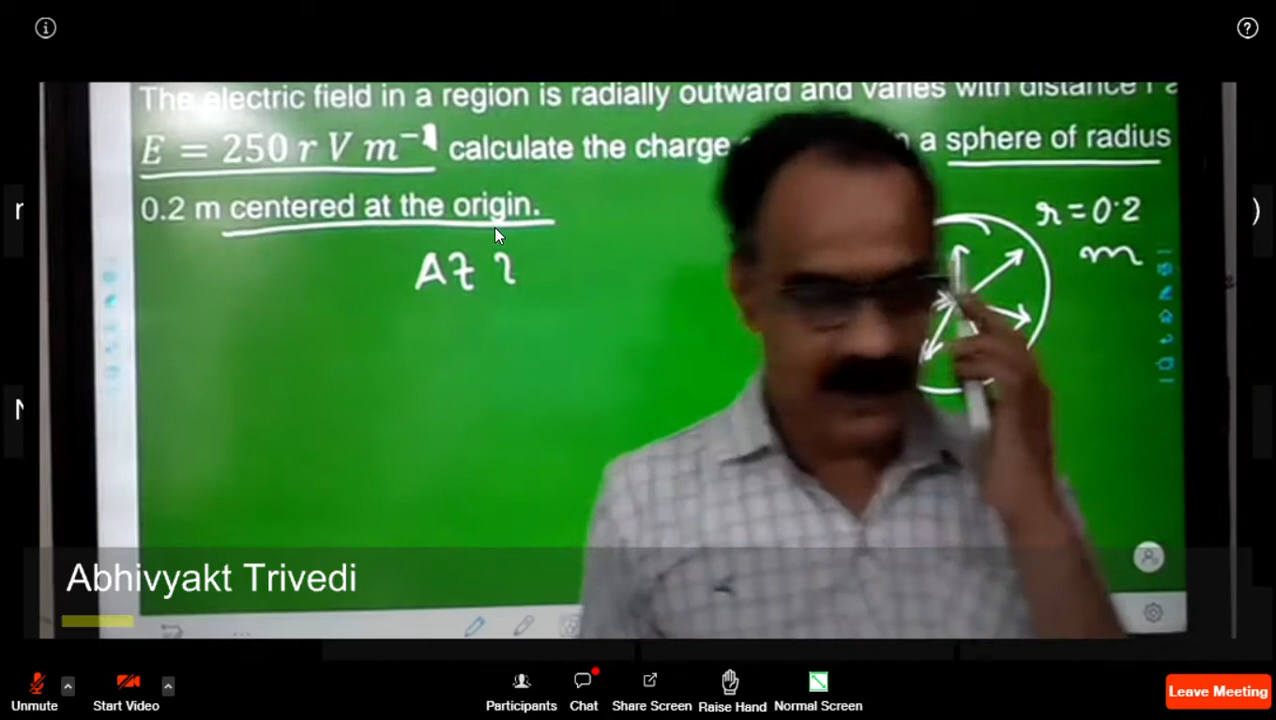 The electric field in a region is radially outward and varies with distance r a
E = 250 r V m⁻¹ calculate the charge a sphere of radius
0.2 m centered at the origin.
r = 0.2
m
A7 ?
Abhivyakt Trivedi
Unmute
Start Video
Participants
Chat
Share Screen
Raise Hand
Normal Screen
Leave Meeting